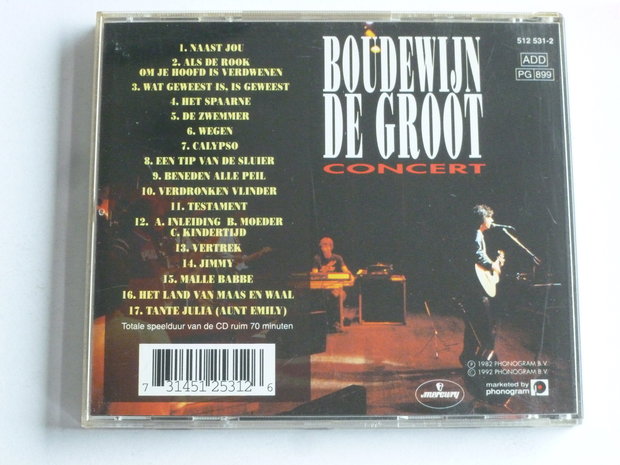 1. NAAST JOU
2. ALS DE ROOK
OM JE HOOFD IS VERDWENEN
3. WAT GEWEEST IS, IS GEWEEST
4. HET SPAARNE
5. DE ZWEMMER
6. WEGEN
7. CALYPSO
8. EEN TIP VAN DE SLUIER
9. BENEDEN ALLE PEIL
10. VERDRONKEN VLINDER
11. TESTAMENT
12. A. INLEIDING B. MOEDER
C. KINDERTIJD
13. VERTREK
14. JIMMY
15. MALLE BABBE
16. HET LAND VAN MAAS EN WAAL
17. TANTE JULIA (AUNT EMILY)
Totale speelduur van de CD ruim 70 minuten
7 31451 25312 6
BOUDEWIJN
DE GROOT
CONCERT
512 531-2
ADD
PG 899
℗ 1982 PHONOGRAM B.V.
© 1992 PHONOGRAM B.V.
mercury
marketed by
phonogram